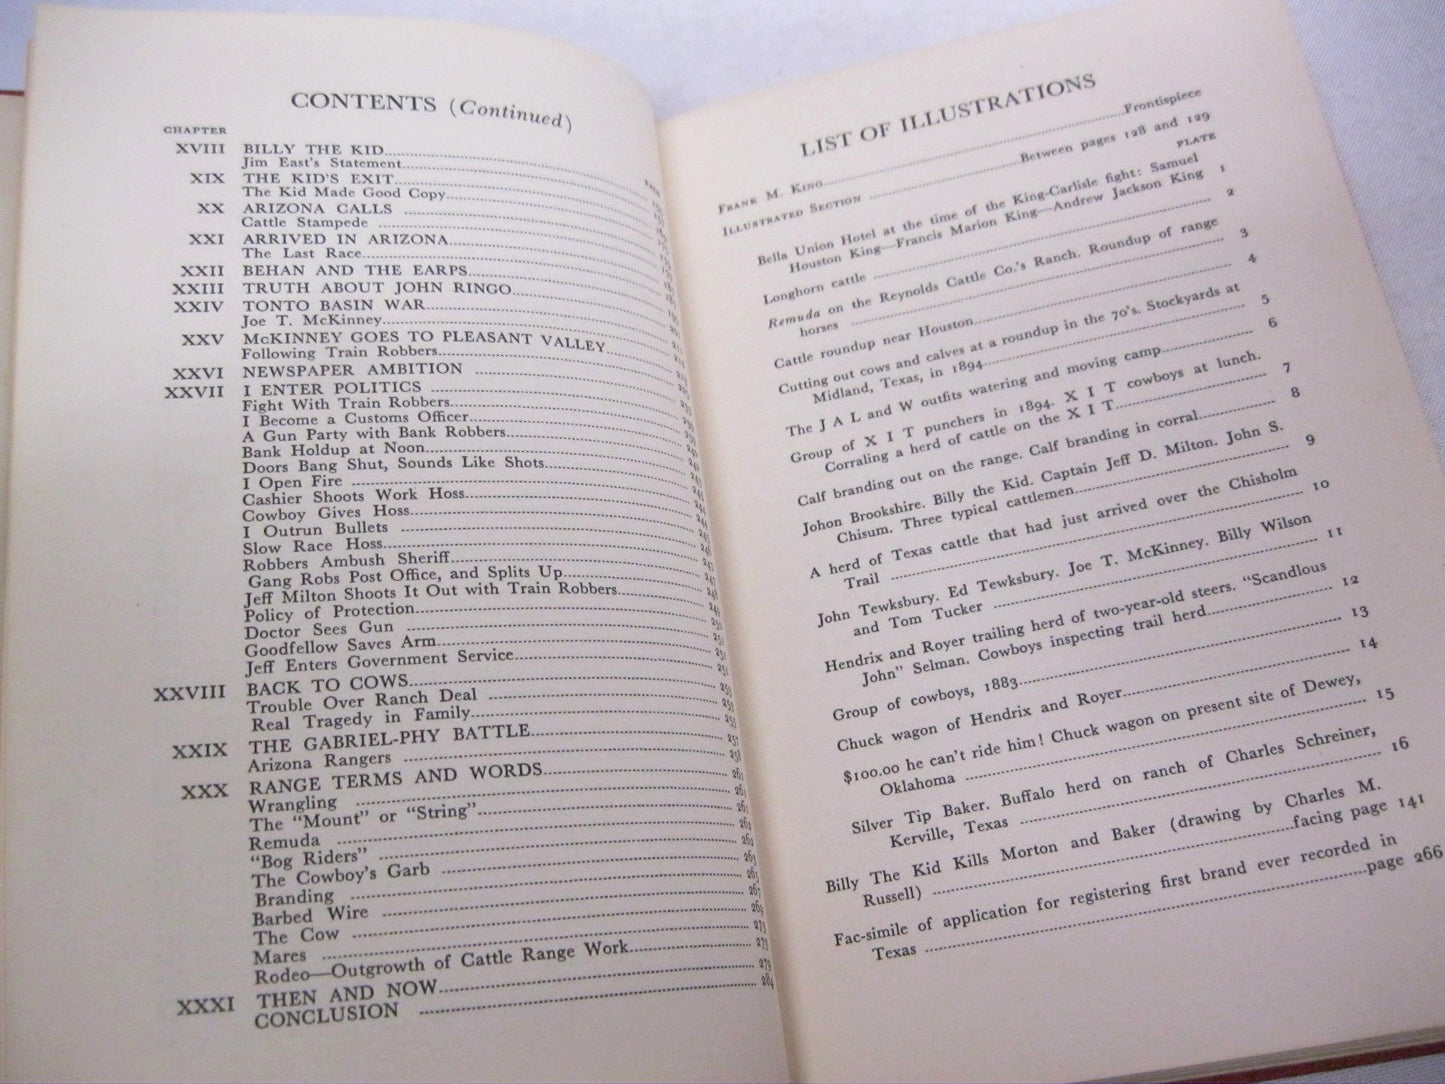 CONTENTS (Continued)
CHAPTER
XVIII BILLY THE KID
Jim East's Statement
XIX THE KID'S EXIT
The Kid Made Good Copy
XX ARIZONA CALLS
Cattle Stampede
XXI ARRIVED IN ARIZONA
The Last Race
XXII BEHAN AND THE EARPS
XXIII TRUTH ABOUT JOHN RINGO
XXIV TONTO BASIN WAR
Joe T. McKinney
XXV McKINNEY GOES TO PLEASANT VALLEY
Following Train Robbers
XXVI NEWSPAPER AMBITION
XXVII I ENTER POLITICS
Fight With Train Robbers
I Become a Customs Officer
A Gun Party with Bank Robbers
Bank Holdup at Noon
Doors Bang Shut, Sounds Like Shots
I Open Fire
Cashier Shoots Work Hoss
Cowboy Gives Hoss
I Outrun Bullets
Slow Race Hoss
Robbers Ambush Sheriff
Gang Robs Post Office, and Splits Up
Jeff Milton Shoots It Out with Train Robbers
Policy of Protection
Doctor Sees Gun
Goodfellow Saves Arm
Jeff Enters Government Service
XXVIII BACK TO COWS
Trouble Over Ranch Deal
Real Tragedy in Family
XXIX THE GABRIEL-PHY BATTLE 257
Arizona Rangers 258
XXX RANGE TERMS AND WORDS 261
Wrangling 261
The "Mount" or "String" 261
Remuda 262
"Bog Riders" 262
The Cowboy's Garb 263
Branding 265
Barbed Wire 267
The Cow 269
Mares 273
Rodeo—Outgrowth of Cattle Range Work 275
XXXI THEN AND NOW 279
CONCLUSION 284
LIST OF ILLUSTRATIONS
FRANK M. KING Frontispiece
ILLUSTRATED SECTION Between pages 128 and 129
PLATE
Bella Union Hotel at the time of the King-Carlisle fight: Samuel
Houston King—Francis Marion King—Andrew Jackson King 1
Longhorn cattle 2
Remuda on the Reynolds Cattle Co.'s Ranch. Roundup of range
horses 3
Cattle roundup near Houston 4
Cutting out cows and calves at a roundup in the 70's. Stockyards at
Midland, Texas, in 1894 5
The J A L and W outfits watering and moving camp 6
Group of X I T punchers in 1894. X I T cowboys at lunch.
Corraling a herd of cattle on the X I T 7
Calf branding out on the range. Calf branding in corral 8
Johon Brookshire. Billy the Kid. Captain Jeff D. Milton. John S.
Chisum. Three typical cattlemen 9
A herd of Texas cattle that had just arrived over the Chisholm
Trail 10
John Tewksbury. Ed Tewksbury. Joe T. McKinney. Billy Wilson
and Tom Tucker 11
Hendrix and Royer trailing herd of two-year-old steers. "Scandlous
John" Selman. Cowboys inspecting trail herd 12
Group of cowboys, 1883 13
Chuck wagon of Hendrix and Royer 14
$100.00 he can't ride him! Chuck wagon on present site of Dewey,
Oklahoma 15
Silver Tip Baker. Buffalo herd on ranch of Charles Schreiner,
Kerville, Texas 16
Billy The Kid Kills Morton and Baker (drawing by Charles M.
Russell) facing page 141
Fac-simile of application for registering first brand ever recorded in
Texas page 266